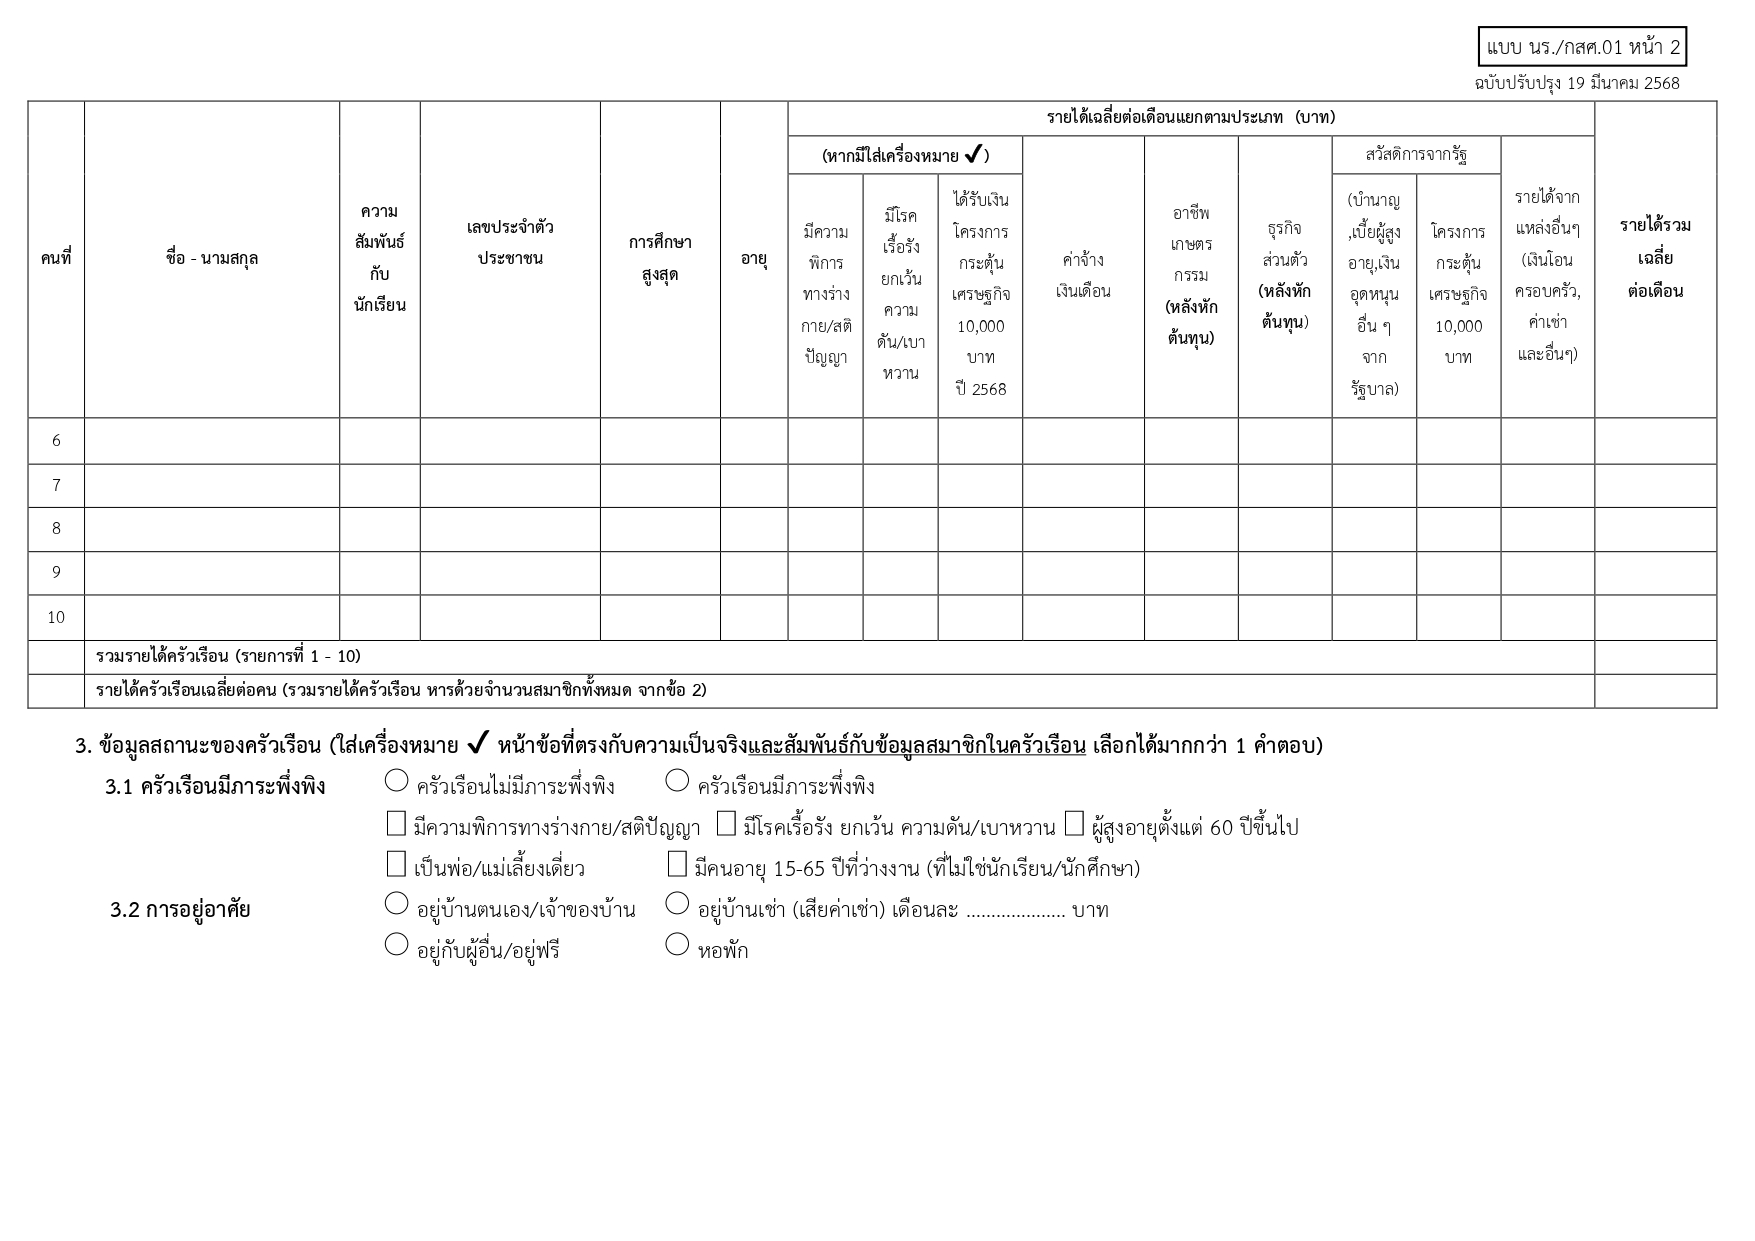 แบบ นร./กสศ.01 หน้า 2
ฉบับปรับปรุง 19 มีนาคม 2568
คนที่
ชื่อ - นามสกุล
ความ
สัมพันธ์
กับ
นักเรียน
เลขประจำตัว
ประชาชน
การศึกษา
สูงสุด
อายุ
รายได้เฉลี่ยต่อเดือนแยกตามประเภท (บาท)
(หากมีใส่เครื่องหมาย ✔)
มีความ
พิการ
ทางร่าง
กาย/สติ
ปัญญา
มีโรค
เรื้อรัง
ยกเว้น
ความ
ดัน/เบา
หวาน
ได้รับเงิน
โครงการ
กระตุ้น
เศรษฐกิจ
10,000
บาท
ปี 2568
ค่าจ้าง
เงินเดือน
อาชีพ
เกษตร
กรรม
(หลังหัก
ต้นทุน)
ธุรกิจ
ส่วนตัว
(หลังหัก
ต้นทุน)
สวัสดิการจากรัฐ
(บำนาญ
,เบี้ยผู้สูง
อายุ,เงิน
อุดหนุน
อื่น ๆ
จาก
รัฐบาล)
โครงการ
กระตุ้น
เศรษฐกิจ
10,000
บาท
รายได้จาก
แหล่งอื่นๆ
(เงินโอน
ครอบครัว,
ค่าเช่า
และอื่นๆ)
รายได้รวม
เฉลี่ย
ต่อเดือน
6
7
8
9
10
รวมรายได้ครัวเรือน (รายการที่ 1 - 10)
รายได้ครัวเรือนเฉลี่ยต่อคน (รวมรายได้ครัวเรือน หารด้วยจำนวนสมาชิกทั้งหมด จากข้อ 2)
3. ข้อมูลสถานะของครัวเรือน (ใส่เครื่องหมาย ✔ หน้าข้อที่ตรงกับความเป็นจริงและสัมพันธ์กับข้อมูลสมาชิกในครัวเรือน เลือกได้มากกว่า 1 คำตอบ)
3.1 ครัวเรือนมีภาระพึ่งพิง ○ ครัวเรือนไม่มีภาระพึ่งพิง ○ ครัวเรือนมีภาระพึ่งพิง
□ มีความพิการทางร่างกาย/สติปัญญา □ มีโรคเรื้อรัง ยกเว้น ความดัน/เบาหวาน □ ผู้สูงอายุตั้งแต่ 60 ปีขึ้นไป
□ เป็นพ่อ/แม่เลี้ยงเดี่ยว □ มีคนอายุ 15-65 ปีที่ว่างงาน (ที่ไม่ใช่นักเรียน/นักศึกษา)
3.2 การอยู่อาศัย ○ อยู่บ้านตนเอง/เจ้าของบ้าน ○ อยู่บ้านเช่า (เสียค่าเช่า) เดือนละ .................... บาท
○ อยู่กับผู้อื่น/อยู่ฟรี ○ หอพัก